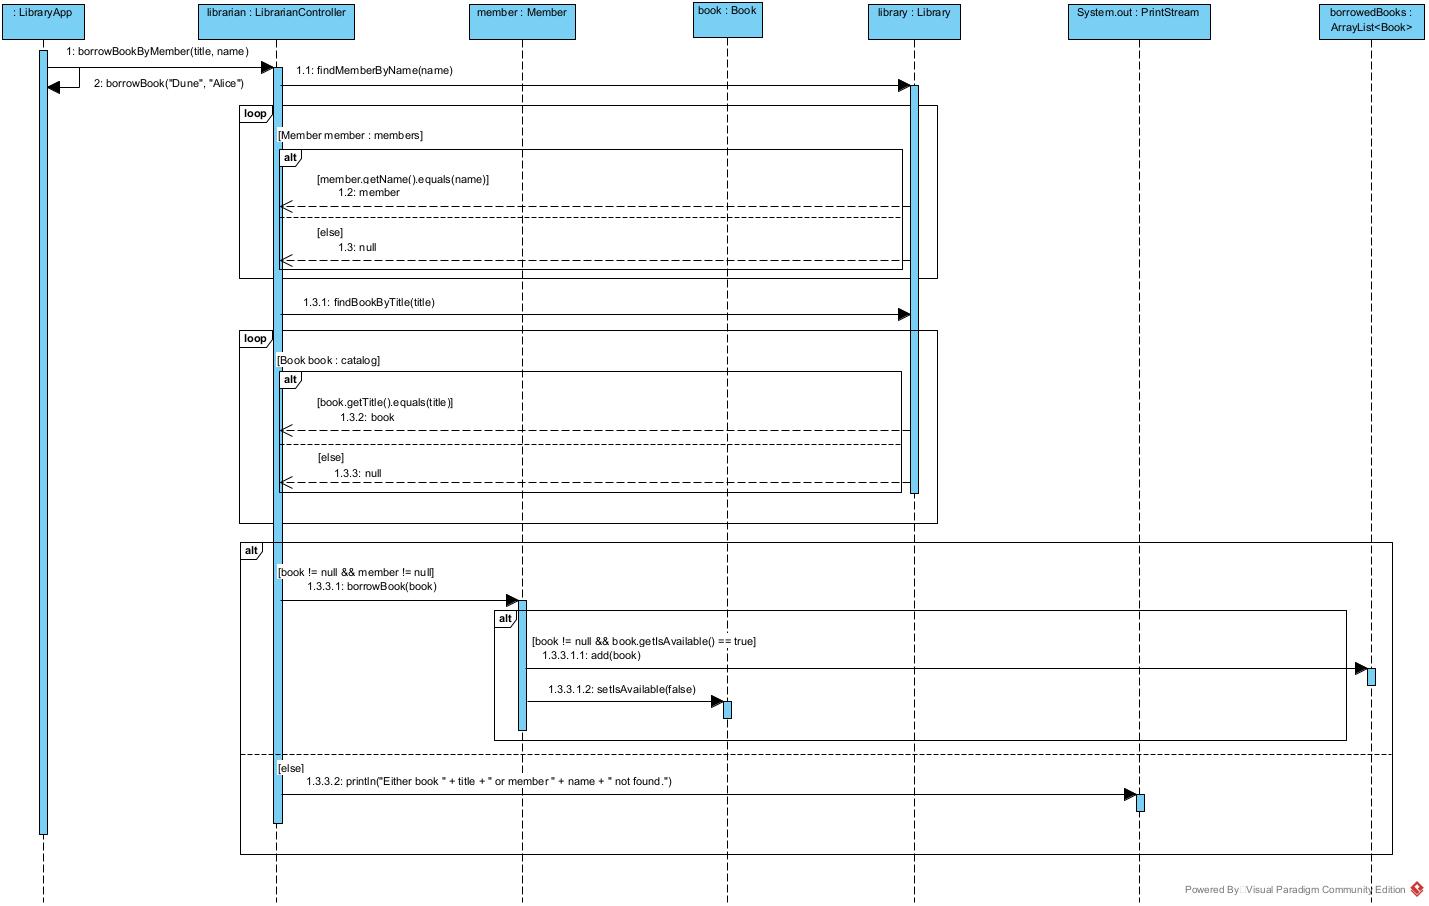 : LibraryApp
librarian : LibrarianController
member : Member
book : Book
library : Library
System.out : PrintStream
borrowedBooks :
ArrayList<Book>
1: borrowBookByMember(title, name)
2: borrowBook("Dune", "Alice")
1.1: findMemberByName(name)
loop
[Member member : members]
alt
[member.getName().equals(name)]
1.2: member
[else]
1.3: null
1.3.1: findBookByTitle(title)
loop
[Book book : catalog]
alt
[book.getTitle().equals(title)]
1.3.2: book
[else]
1.3.3: null
alt
[book != null && member != null]
1.3.3.1: borrowBook(book)
alt
[book != null && book.getIsAvailable() == true]
1.3.3.1.1: add(book)
1.3.3.1.2: setIsAvailable(false)
[else]
1.3.3.2: println("Either book " + title + " or member " + name + " not found.")
Powered By Visual Paradigm Community Edition